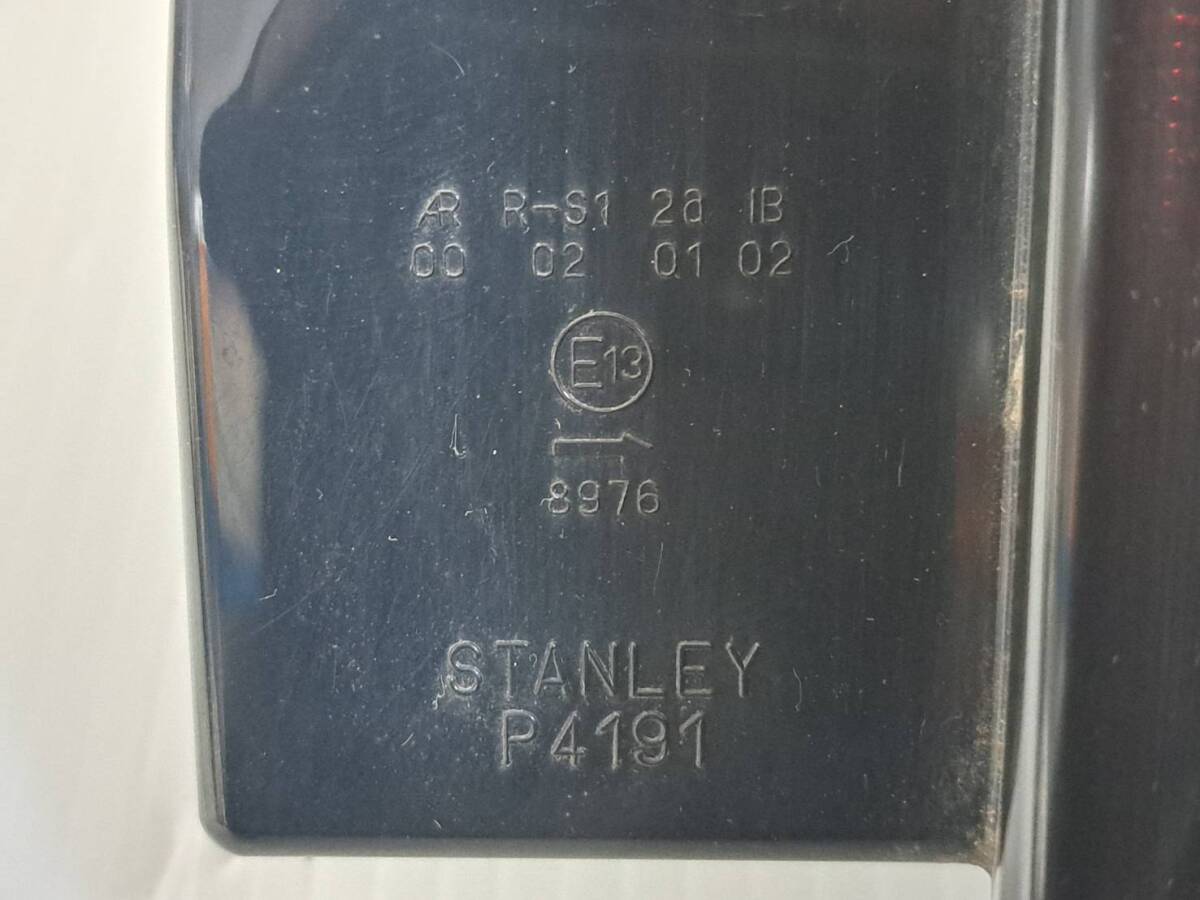 AR R-S1 2a IB
00 02 01 02
E13
8976
STANLEY
P4191